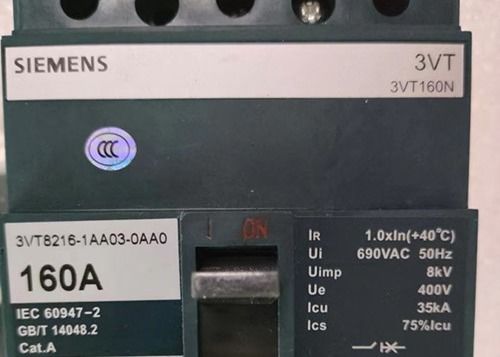 SIEMENS
3VT
3VT160N
CCC
3VT8216-1AA03-0AA0
160A
IEC 60947-2
GB/T 14048.2
Cat.A
I ON
IR 1.0xIn(+40℃)
Ui 690VAC 50Hz
Uimp 8kV
Ue 400V
Icu 35kA
Ics 75%Icu